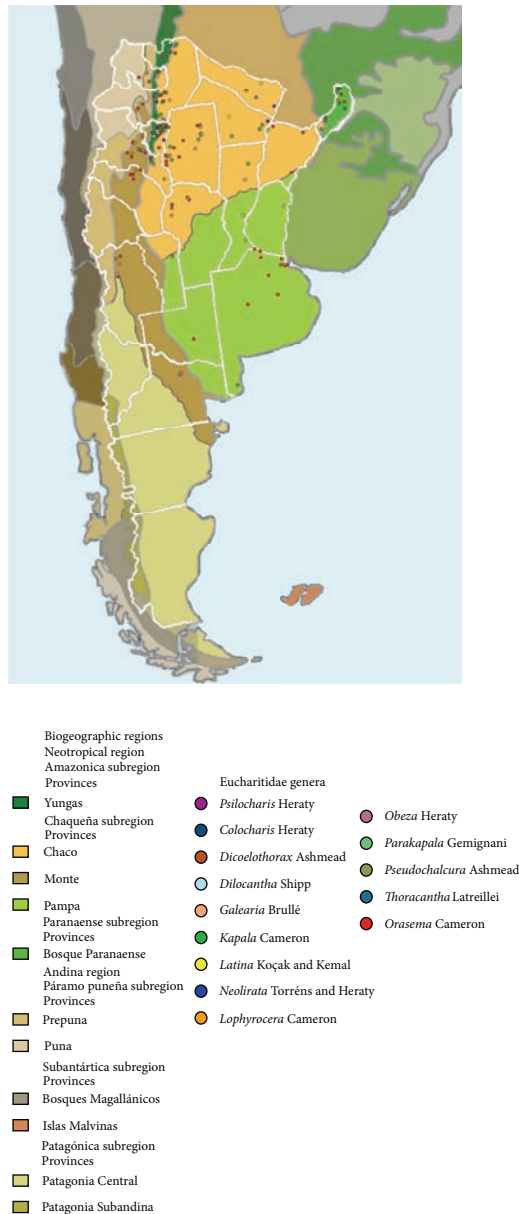 Biogeographic regions
Neotropical region
Amazonica subregion
Provinces
Yungas
Chaqueña subregion
Provinces
Chaco
Monte
Pampa
Paranaense subregion
Provinces
Bosque Paranaense
Andina region
Páramo puneña subregion
Provinces
Prepuna
Puna
Subantártica subregion
Provinces
Bosques Magallánicos
Islas Malvinas
Patagónica subregion
Provinces
Patagonia Central
Patagonia Subandina
Eucharitidae genera
Psilocharis Heraty
Colocharis Heraty
Dicoelothorax Ashmead
Dilocantha Shipp
Galearia Brullé
Kapala Cameron
Latina Koçak and Kemal
Neolirata Torréns and Heraty
Lophyrocera Cameron
Obeza Heraty
Parakapala Gemignani
Pseudochalcura Ashmead
Thoracantha Latreillei
Orasema Cameron